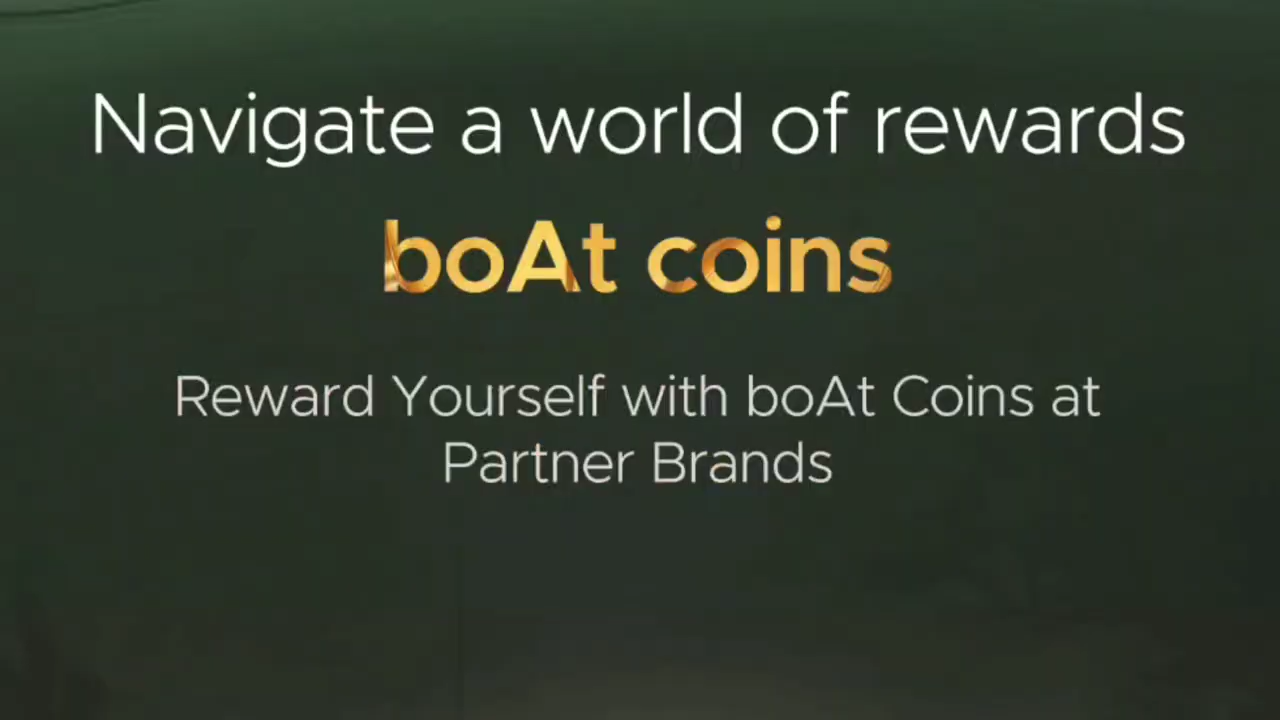 Navigate a world of rewards
boAt coins
Reward Yourself with boAt Coins at
Partner Brands